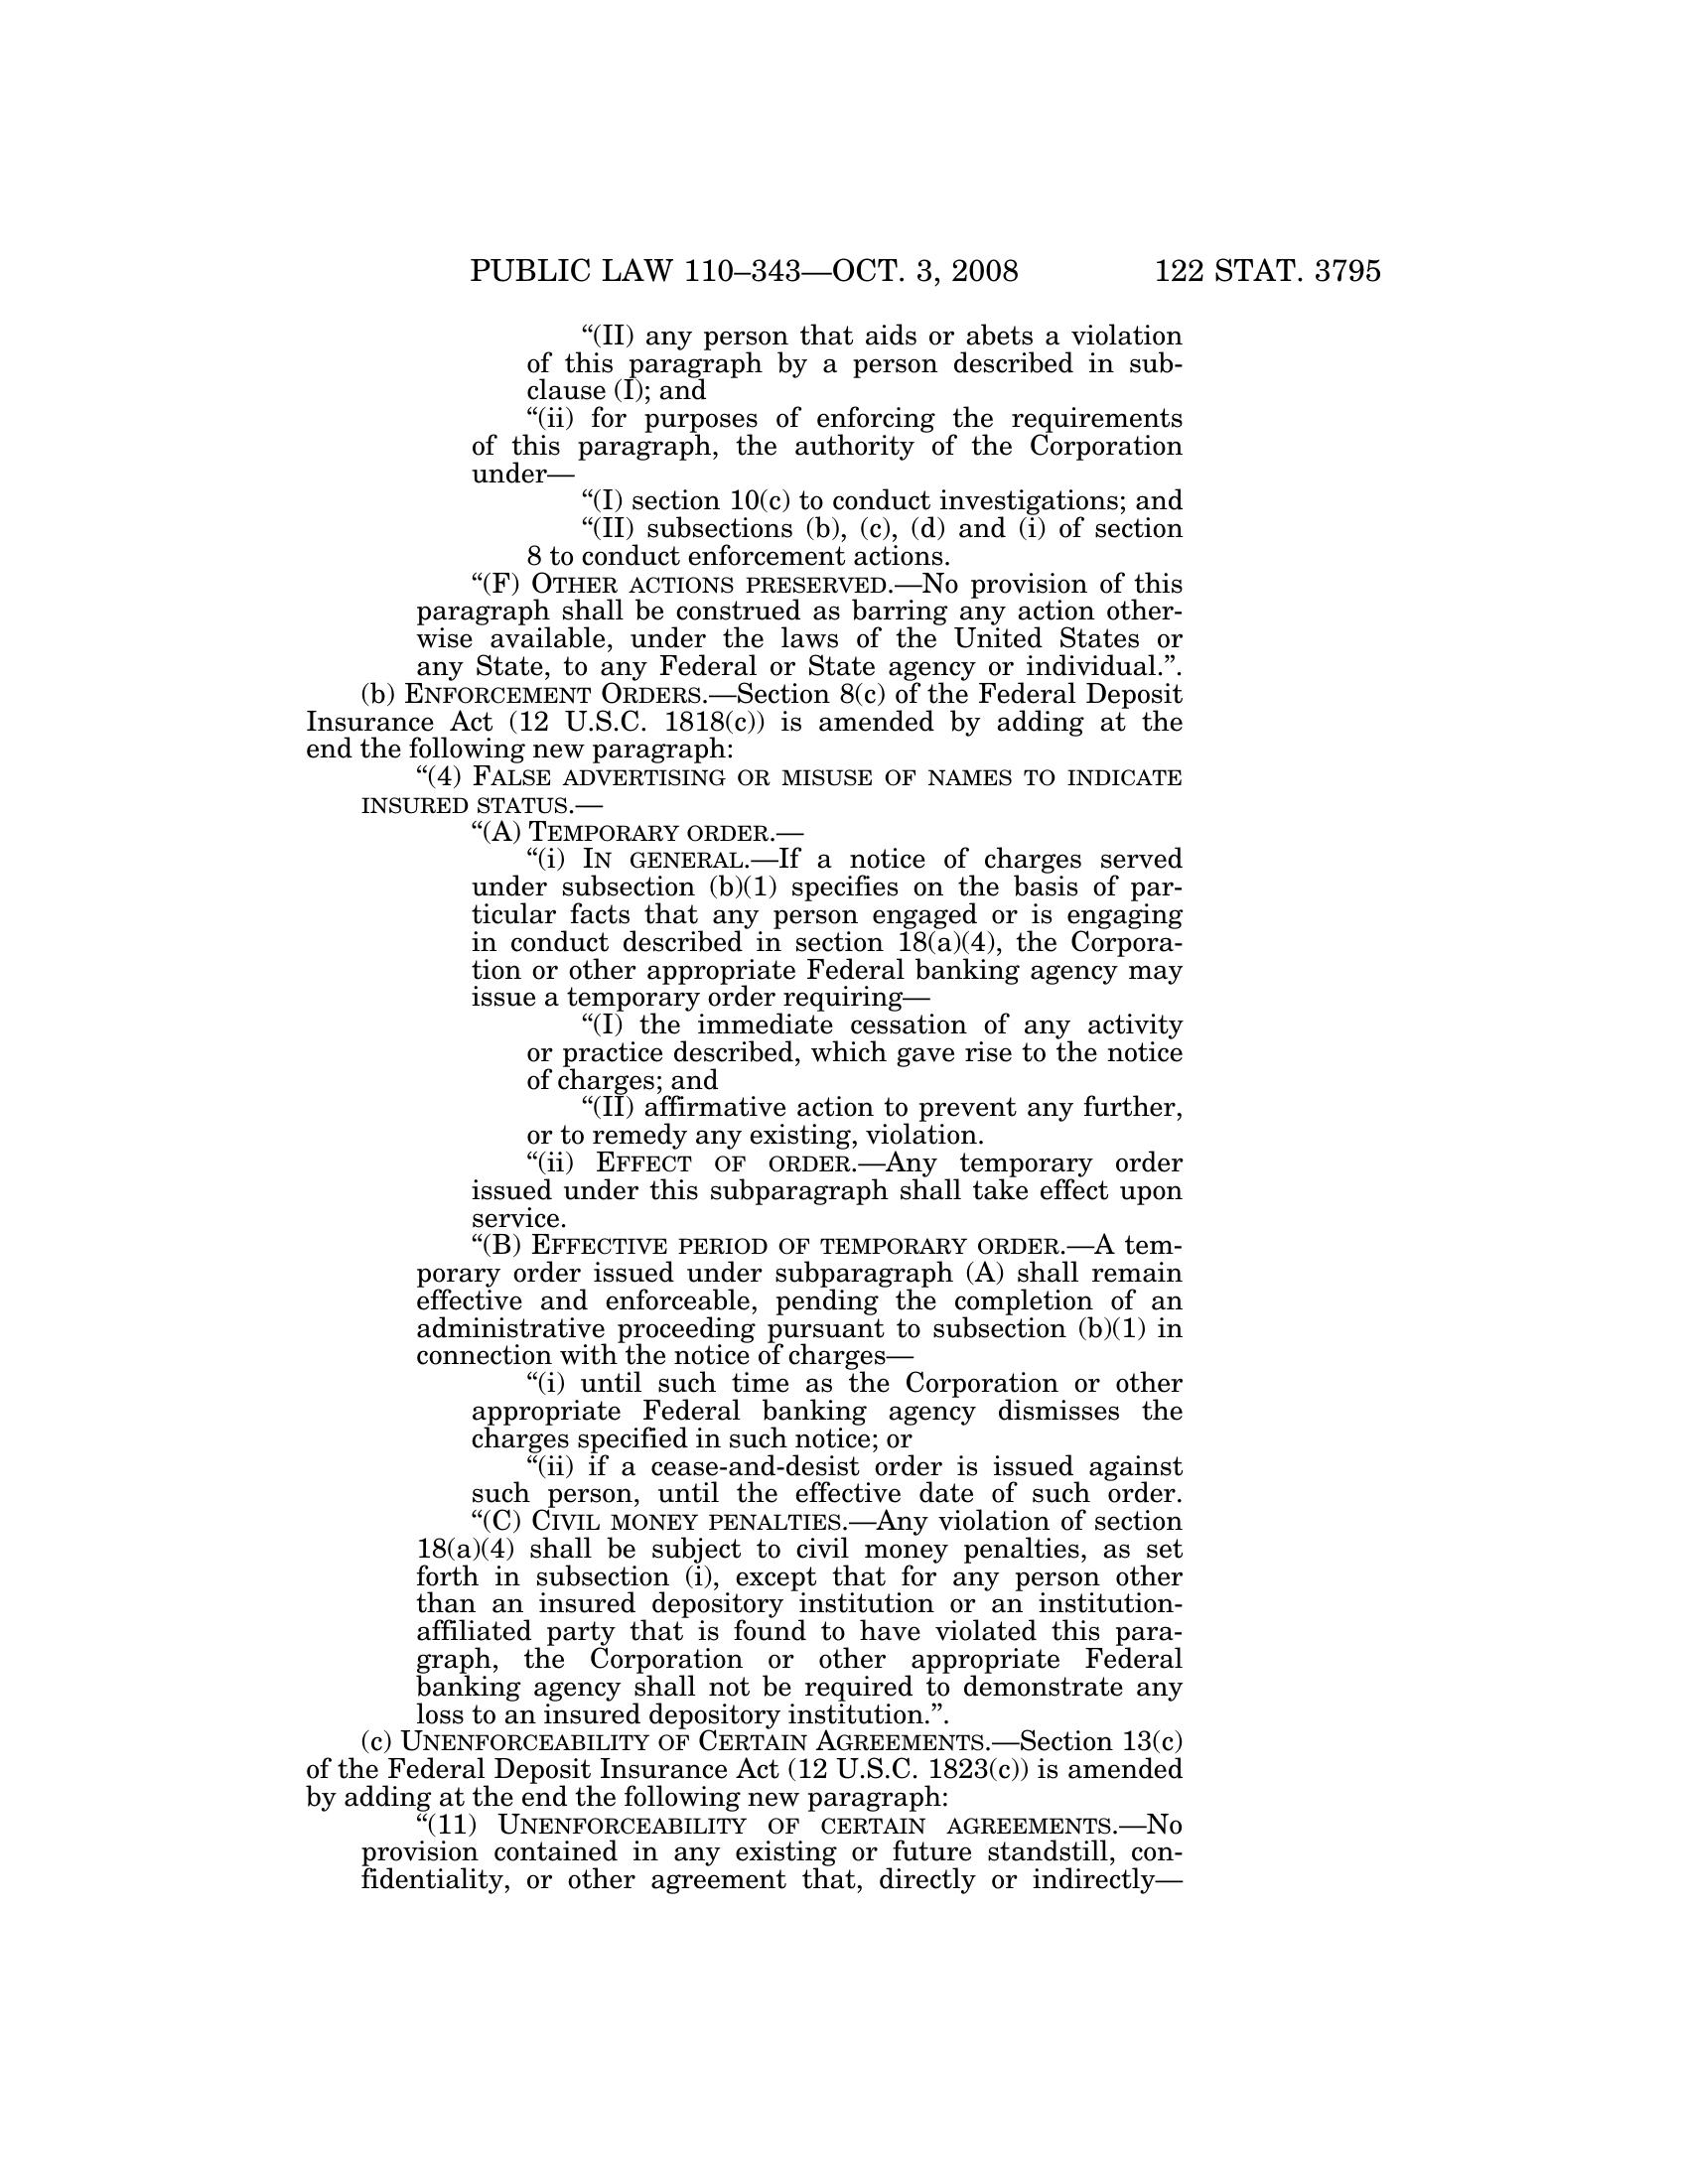 PUBLIC LAW 110–343—OCT. 3, 2008 122 STAT. 3795
“(II) any person that aids or abets a violation
of this paragraph by a person described in sub-
clause (I); and
“(ii) for purposes of enforcing the requirements
of this paragraph, the authority of the Corporation
under—
“(I) section 10(c) to conduct investigations; and
“(II) subsections (b), (c), (d) and (i) of section
8 to conduct enforcement actions.
“(F) OTHER ACTIONS PRESERVED.—No provision of this
paragraph shall be construed as barring any action other-
wise available, under the laws of the United States or
any State, to any Federal or State agency or individual.”.
(b) ENFORCEMENT ORDERS.—Section 8(c) of the Federal Deposit
Insurance Act (12 U.S.C. 1818(c)) is amended by adding at the
end the following new paragraph:
“(4) FALSE ADVERTISING OR MISUSE OF NAMES TO INDICATE
INSURED STATUS.—
“(A) TEMPORARY ORDER.—
“(i) IN GENERAL.—If a notice of charges served
under subsection (b)(1) specifies on the basis of par-
ticular facts that any person engaged or is engaging
in conduct described in section 18(a)(4), the Corpora-
tion or other appropriate Federal banking agency may
issue a temporary order requiring—
“(I) the immediate cessation of any activity
or practice described, which gave rise to the notice
of charges; and
“(II) affirmative action to prevent any further,
or to remedy any existing, violation.
“(ii) EFFECT OF ORDER.—Any temporary order
issued under this subparagraph shall take effect upon
service.
“(B) EFFECTIVE PERIOD OF TEMPORARY ORDER.—A tem-
porary order issued under subparagraph (A) shall remain
effective and enforceable, pending the completion of an
administrative proceeding pursuant to subsection (b)(1) in
connection with the notice of charges—
“(i) until such time as the Corporation or other
appropriate Federal banking agency dismisses the
charges specified in such notice; or
“(ii) if a cease-and-desist order is issued against
such person, until the effective date of such order.
“(C) CIVIL MONEY PENALTIES.—Any violation of section
18(a)(4) shall be subject to civil money penalties, as set
forth in subsection (i), except that for any person other
than an insured depository institution or an institution-
affiliated party that is found to have violated this para-
graph, the Corporation or other appropriate Federal
banking agency shall not be required to demonstrate any
loss to an insured depository institution.”.
(c) UNENFORCEABILITY OF CERTAIN AGREEMENTS.—Section 13(c)
of the Federal Deposit Insurance Act (12 U.S.C. 1823(c)) is amended
by adding at the end the following new paragraph:
“(11) UNENFORCEABILITY OF CERTAIN AGREEMENTS.—No
provision contained in any existing or future standstill, con-
fidentiality, or other agreement that, directly or indirectly—